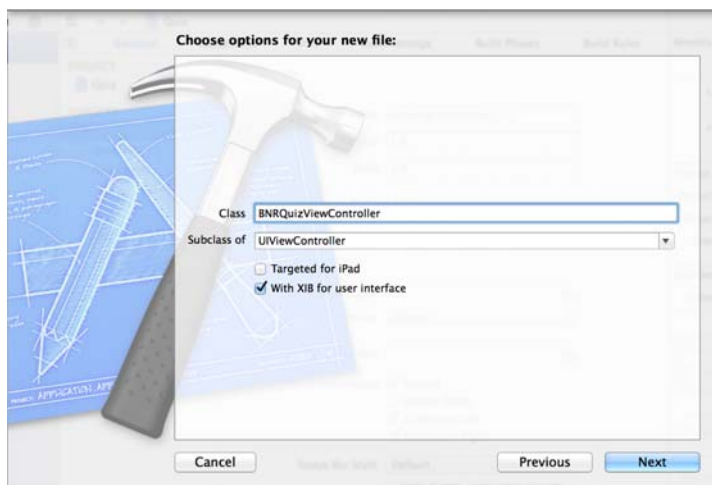 Choose options for your new file:
Class BNRQuizViewController
Subclass of UIViewController
Targeted for iPad
With XIB for user interface
Cancel Previous Next